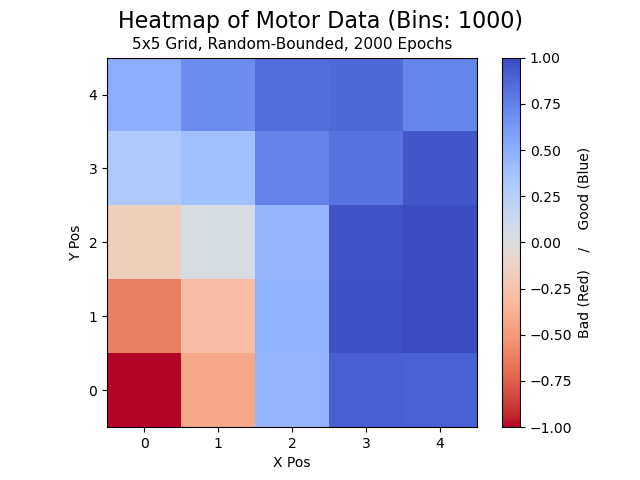 Heatmap of Motor Data (Bins: 1000)
5x5 Grid, Random-Bounded, 2000 Epochs
4
3
2
1
0
Y Pos
0 1 2 3 4
X Pos
1.00
0.75
0.50
0.25
0.00
−0.25
−0.50
−0.75
−1.00
Bad (Red) / Good (Blue)